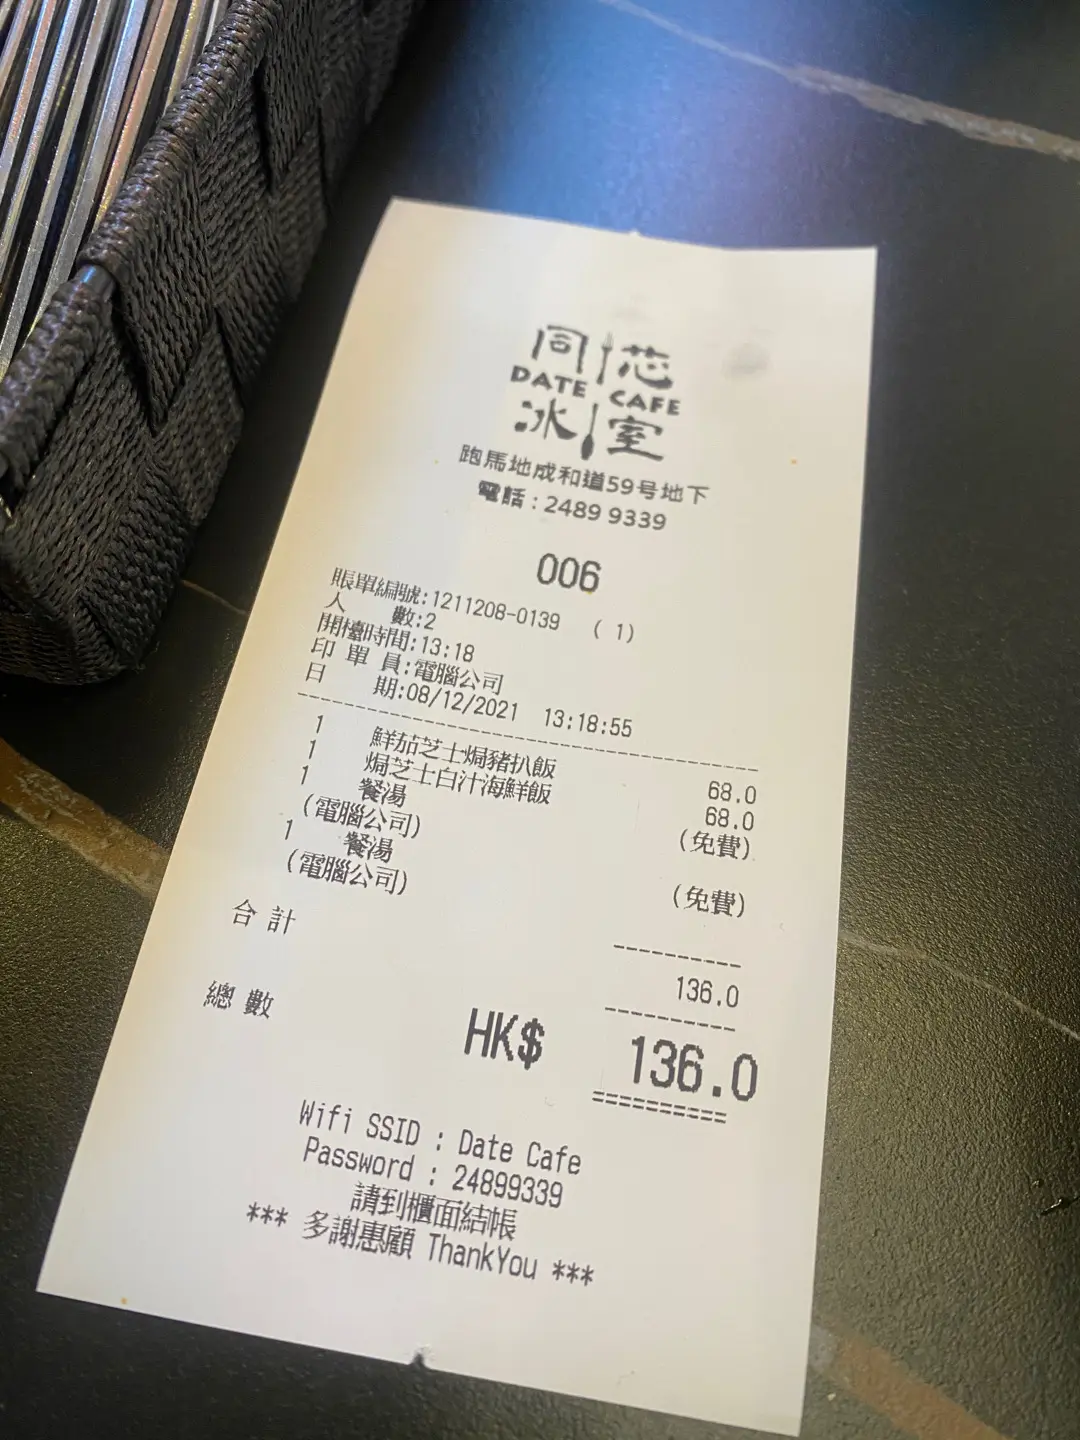 同芯
DATE CAFE
冰室
跑馬地成和道59号地下
電話：2489 9339
006
賬單編號:1211208-0139 ( 1)
人 數:2
開檯時間:13:18
印 單 員:電腦公司
日 期:08/12/2021 13:18:55
1 鮮茄芝士焗豬扒飯 68.0
1 焗芝士白汁海鮮飯 68.0
1 餐湯 (免費)
(電腦公司)
1 餐湯 (免費)
(電腦公司)
合 計 136.0
總 數 HK$ 136.0
Wifi SSID : Date Cafe
Password : 24899339
請到櫃面結帳
*** 多謝惠顧 ThankYou ***